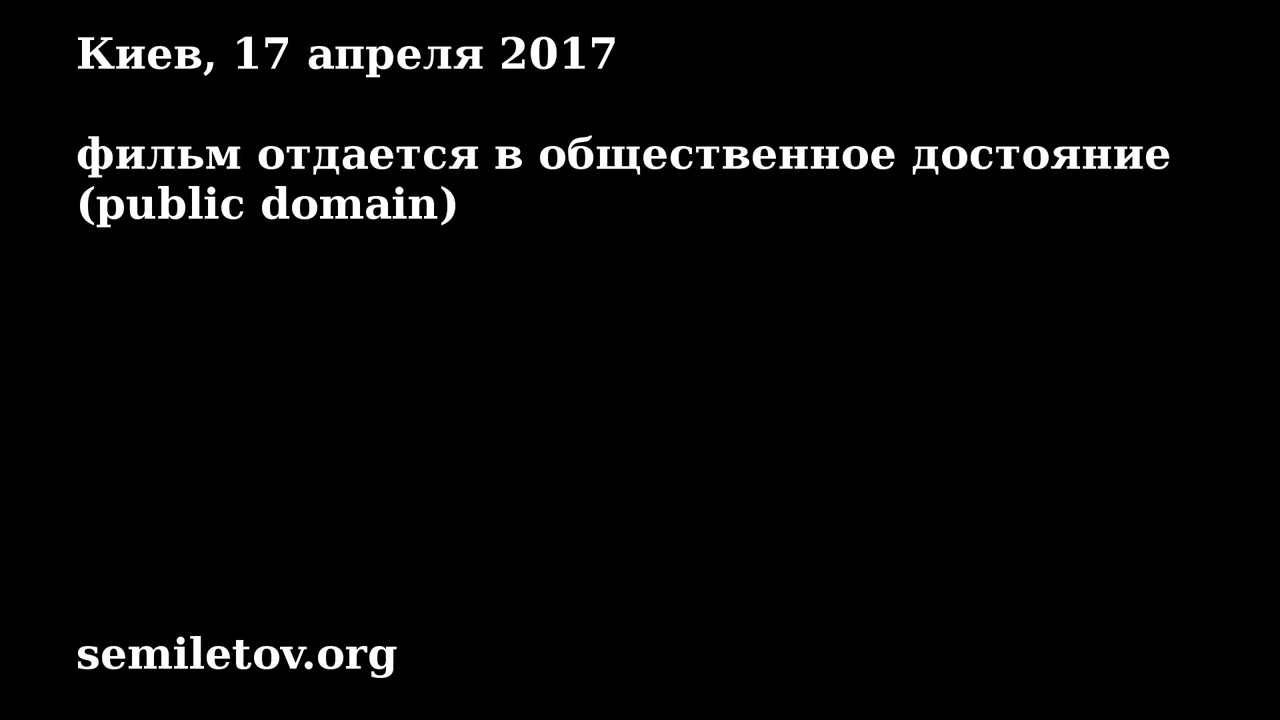 Киев, 17 апреля 2017
фильм отдается в общественное достояние
(public domain)
semiletov.org